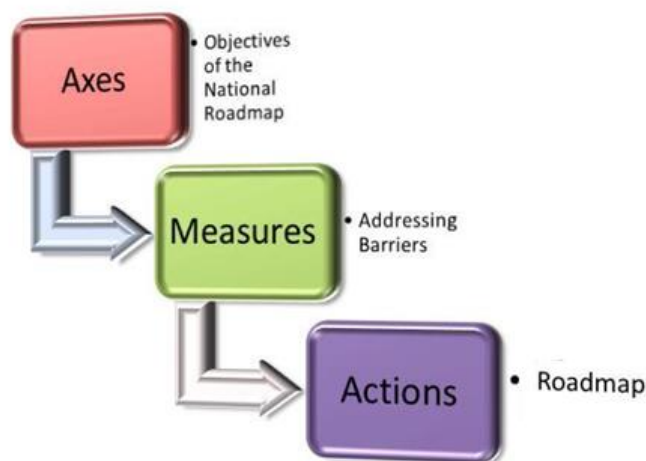 Axes
• Objectives
of the
National
Roadmap
Measures
• Addressing
Barriers
Actions
• Roadmap